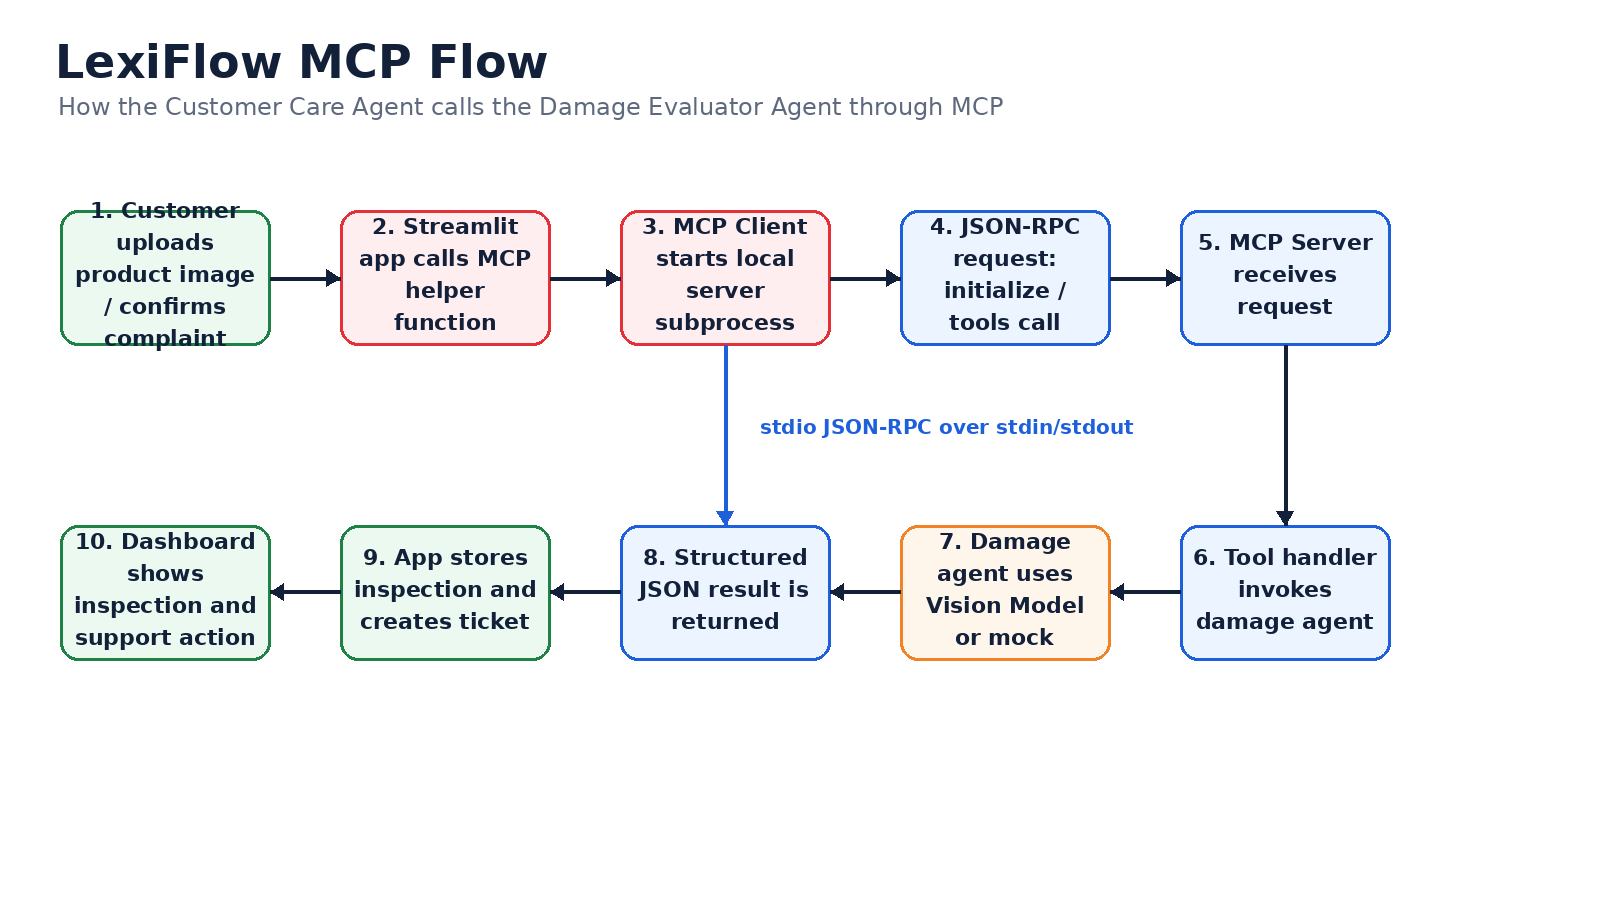 LexiFlow MCP Flow
How the Customer Care Agent calls the Damage Evaluator Agent through MCP
1. Customer
uploads
product image
/ confirms
complaint
2. Streamlit
app calls MCP
helper
function
3. MCP Client
starts local
server
subprocess
4. JSON-RPC
request:
initialize /
tools call
5. MCP Server
receives
request
stdio JSON-RPC over stdin/stdout
10. Dashboard
shows
inspection and
support action
9. App stores
inspection and
creates ticket
8. Structured
JSON result is
returned
7. Damage
agent uses
Vision Model
or mock
6. Tool handler
invokes
damage agent